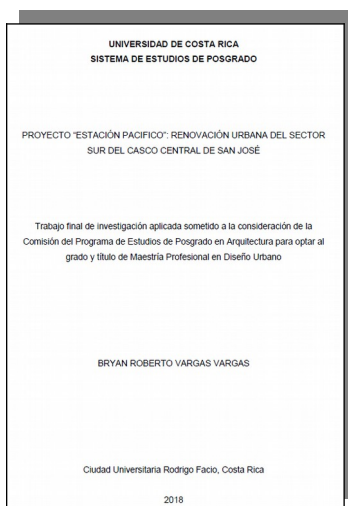 UNIVERSIDAD DE COSTA RICA
SISTEMA DE ESTUDIOS DE POSGRADO
PROYECTO “ESTACIÓN PACIFICO”: RENOVACIÓN URBANA DEL SECTOR
SUR DEL CASCO CENTRAL DE SAN JOSÉ
Trabajo final de investigación aplicada sometido a la consideración de la
Comisión del Programa de Estudios de Posgrado en Arquitectura para optar al
grado y título de Maestría Profesional en Diseño Urbano
BRYAN ROBERTO VARGAS VARGAS
Ciudad Universitaria Rodrigo Facio, Costa Rica
2018